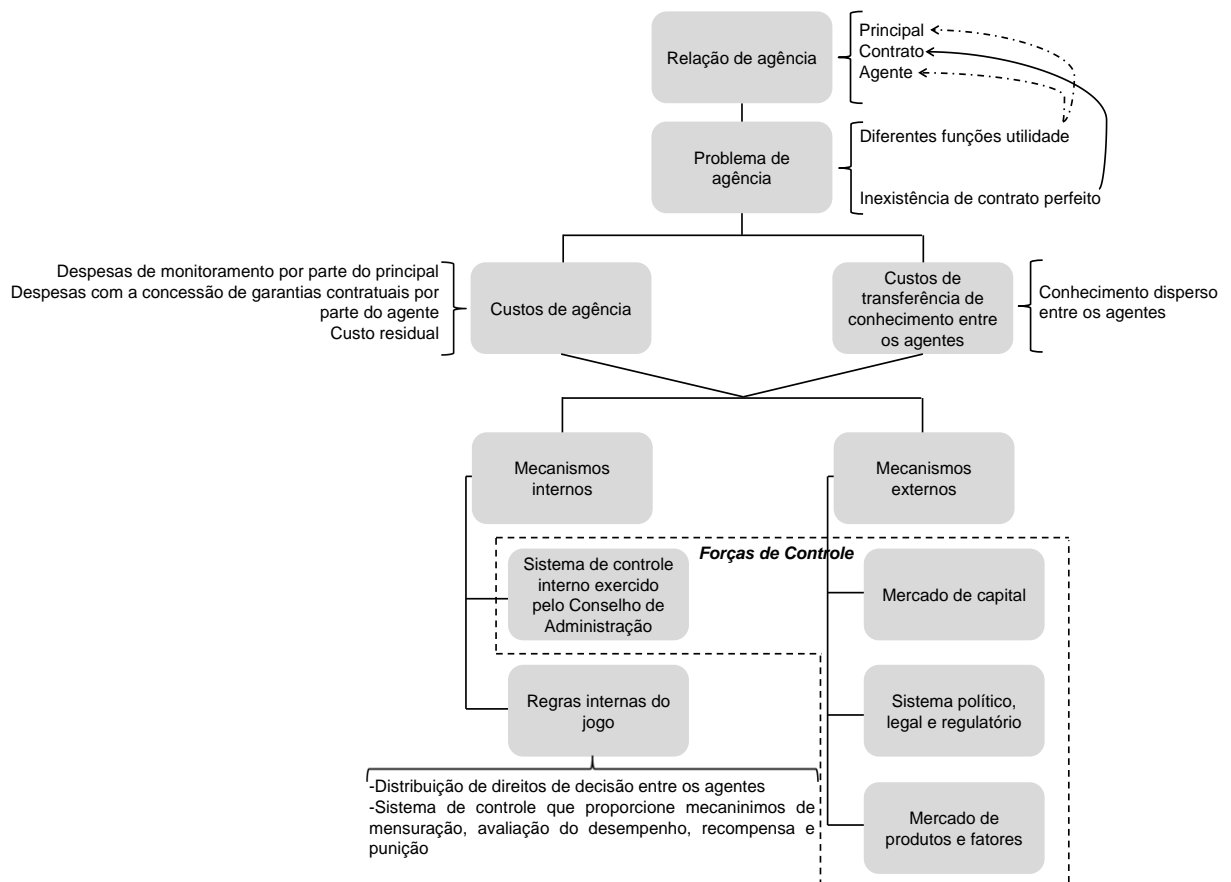 Relação de agência
Principal
Contrato
Agente
Problema de
agência
Diferentes funções utilidade
Inexistência de contrato perfeito
Despesas de monitoramento por parte do principal
Despesas com a concessão de garantias contratuais por
parte do agente
Custo residual
Custos de agência
Custos de
transferência de
conhecimento entre
os agentes
Conhecimento disperso
entre os agentes
Mecanismos
internos
Mecanismos
externos
Forças de Controle
Sistema de controle
interno exercido
pelo Conselho de
Administração
Mercado de capital
Regras internas do
jogo
Sistema político,
legal e regulatório
-Distribuição de direitos de decisão entre os agentes
-Sistema de controle que proporcione mecaninimos de
mensuração, avaliação do desempenho, recompensa e
punição
Mercado de
produtos e fatores